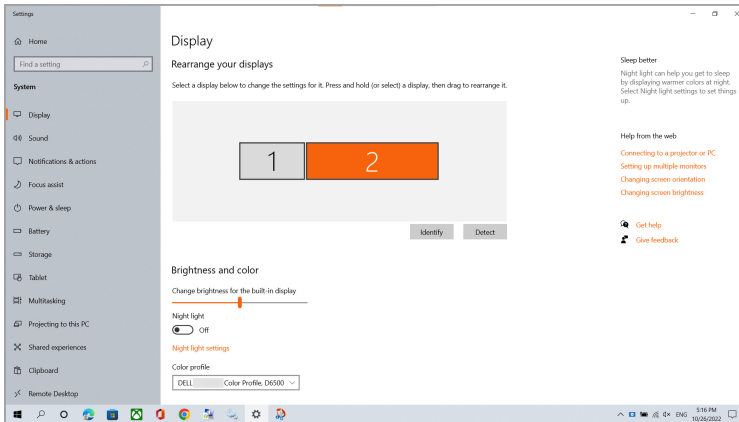 Settings
Home
Find a setting
System
Display
Sound
Notifications & actions
Focus assist
Power & sleep
Battery
Storage
Tablet
Multitasking
Projecting to this PC
Shared experiences
Clipboard
Remote Desktop
Display
Rearrange your displays
Select a display below to change the settings for it. Press and hold (or select) a display, then drag to rearrange it.
1 2
Identify Detect
Brightness and color
Change brightness for the built-in display
Night light
Off
Night light settings
Color profile
DELL Color Profile, D6500
Sleep better
Night light can help you get to sleep
by displaying warmer colors at night.
Select Night light settings to set things
up.
Help from the web
Connecting to a projector or PC
Setting up multiple monitors
Changing screen orientation
Changing screen brightness
Get help
Give feedback
ENG 5:16 PM
10/26/2022